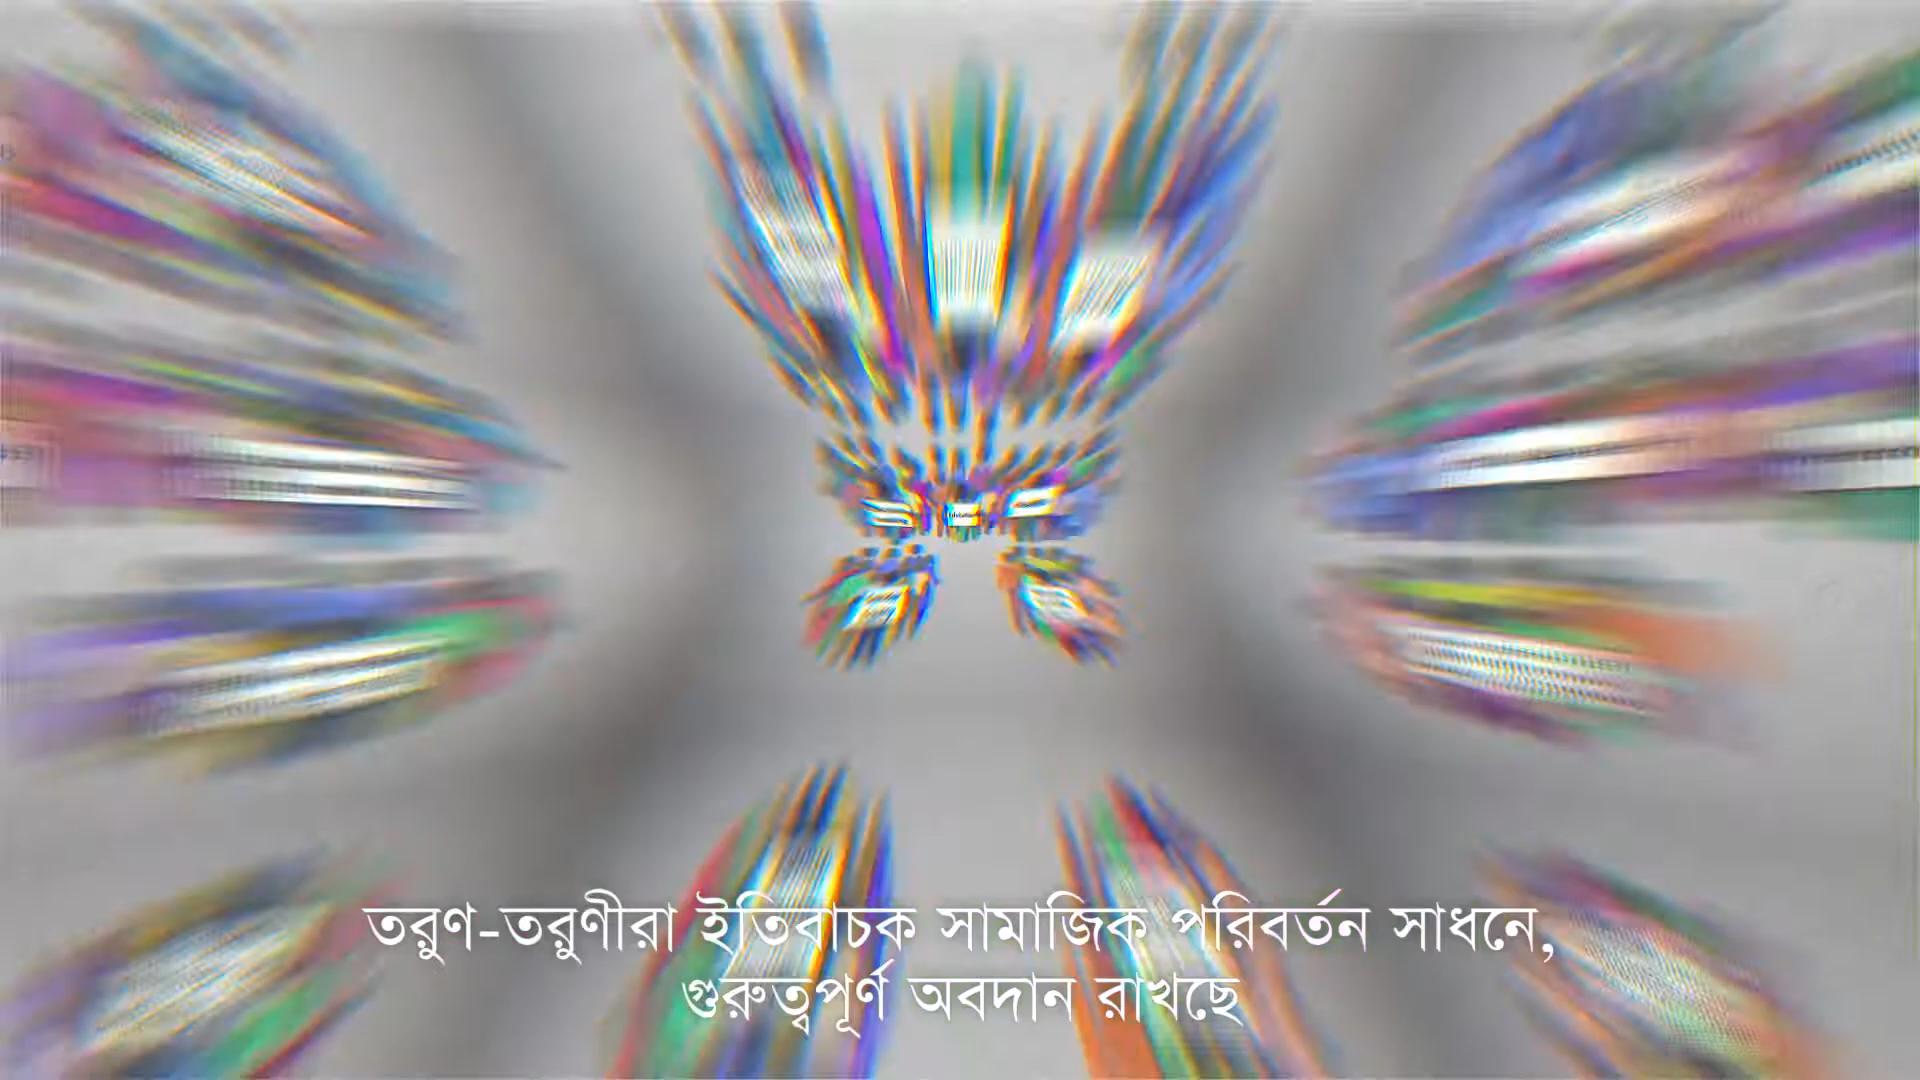 তরুণ-তরুণীরা ইতিবাচক সামাজিক পরিবর্তন সাধনে,
গুরুত্বপূর্ণ অবদান রাখছে